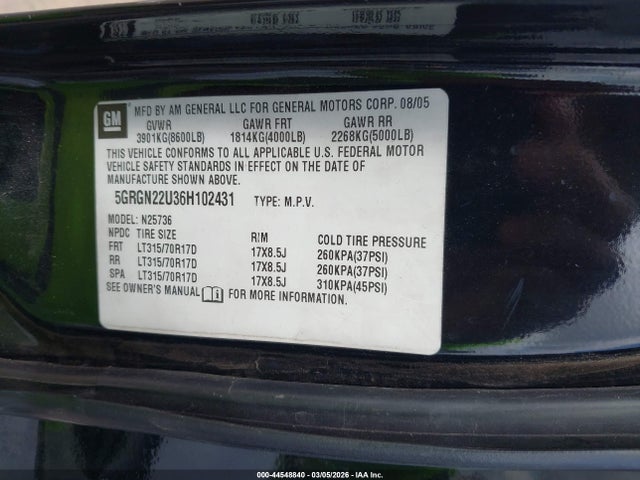 GM
MFD BY AM GENERAL LLC FOR GENERAL MOTORS CORP. 08/05
GVWR GAWR FRT GAWR RR
3901KG(8600LB) 1814KG(4000LB) 2268KG(5000LB)
THIS VEHICLE CONFORMS TO ALL APPLICABLE U.S. FEDERAL MOTOR
VEHICLE SAFETY STANDARDS IN EFFECT ON THE DATE OF
MANUFACTURE SHOWN ABOVE.
5GRGN22U36H102431 TYPE: M.P.V.
MODEL: N25736
NPDC TIRE SIZE RIM COLD TIRE PRESSURE
FRT LT315/70R17D 17X8.5J 260KPA(37PSI)
RR LT315/70R17D 17X8.5J 260KPA(37PSI)
SPA LT315/70R17D 17X8.5J 310KPA(45PSI)
SEE OWNER'S MANUAL FOR MORE INFORMATION.
000-44548840 - 03/05/2026 - IAA Inc.